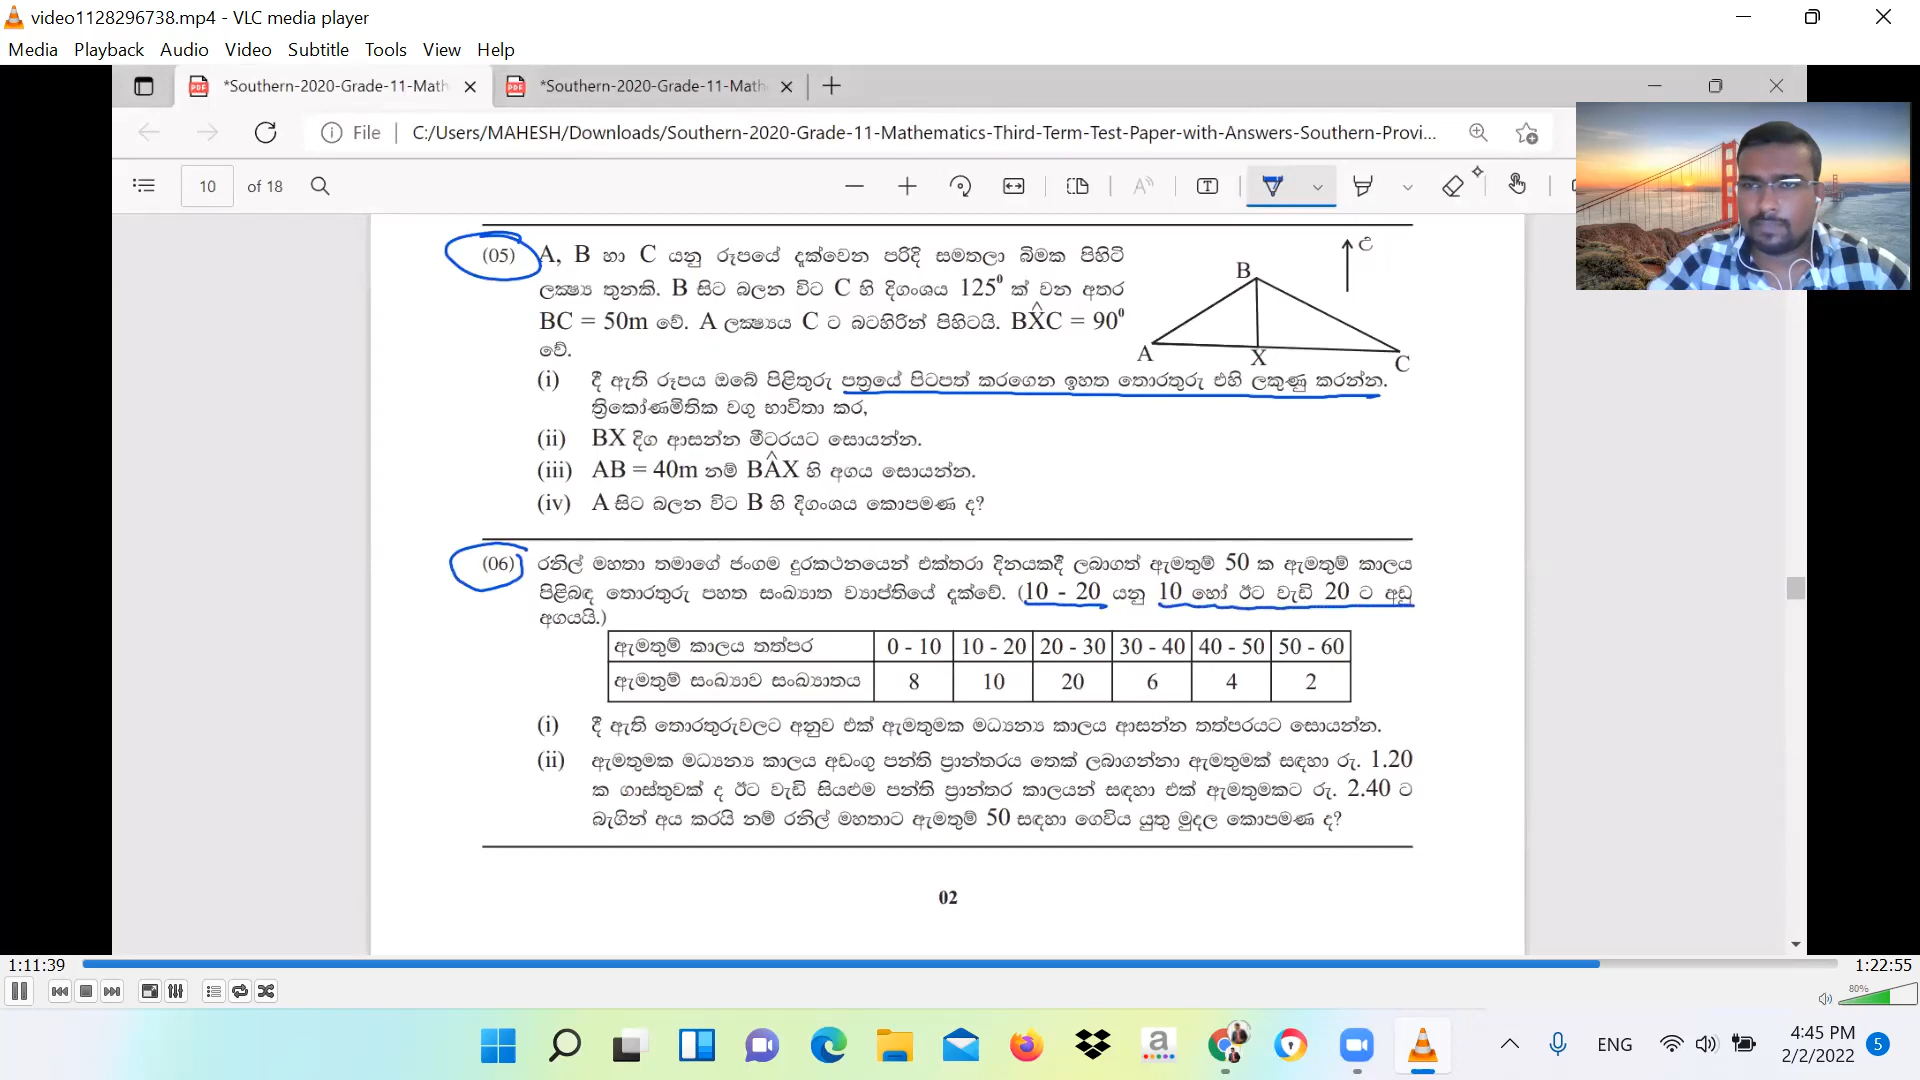 video1128296738.mp4 - VLC media player
Media Playback Audio Video Subtitle Tools View Help
*Southern-2020-Grade-11-Math
*Southern-2020-Grade-11-Math
File
C:/Users/MAHESH/Downloads/Southern-2020-Grade-11-Mathematics-Third-Term-Test-Paper-with-Answers-Southern-Provi...
10 of 18
(05) A, B හා C යනු රූපයේ දැක්වෙන පරිදි සමතලා බිමක පිහිටි
ලක්‍ෂ්‍ය තුනකි. B සිට බලන විට C හි දිගංශය 125⁰ ක් වන අතර
BC = 50m වේ. A ලක්‍ෂ්‍යය C ට බටහිරින් පිහිටයි. BX̂C = 90⁰
වේ.
උ
B
A X C
(i) දී ඇති රූපය ඔබේ පිළිතුරු පත්‍රයේ පිටපත් කරගෙන ඉහත තොරතුරු එහි ලකුණු කරන්න.
ත්‍රිකෝණමිතික වගු භාවිතා කර,
(ii) BX දිග ආසන්න මීටරයට සොයන්න.
(iii) AB = 40m නම් BÂX හි අගය සොයන්න.
(iv) A සිට බලන විට B හි දිගංශය කොපමණ ද?
(06) රනිල් මහතා තමාගේ ජංගම දුරකථනයෙන් එක්තරා දිනයකදී ලබාගත් ඇමතුම් 50 ක ඇමතුම් කාලය
පිළිබඳ තොරතුරු පහත සංඛ්‍යාත ව්‍යාප්තියේ දැක්වේ. (10 - 20 යනු 10 හෝ ඊට වැඩි 20 ට අඩු
අගයයි.)
ඇමතුම් කාලය තත්පර 0 - 10 10 - 20 20 - 30 30 - 40 40 - 50 50 - 60
ඇමතුම් සංඛ්‍යාව සංඛ්‍යාතය 8 10 20 6 4 2
(i) දී ඇති තොරතුරුවලට අනුව එක් ඇමතුමක මධ්‍යන්‍ය කාලය ආසන්න තත්පරයට සොයන්න.
(ii) ඇමතුමක මධ්‍යන්‍ය කාලය අඩංගු පන්ති ප්‍රාන්තරය තෙක් ලබාගන්නා ඇමතුමක් සඳහා රු. 1.20
ක ගාස්තුවක් ද ඊට වැඩි සියළුම පන්ති ප්‍රාන්තර කාලයන් සඳහා එක් ඇමතුමකට රු. 2.40 ට
බැගින් අය කරයි නම් රනිල් මහතාට ඇමතුම් 50 සඳහා ගෙවිය යුතු මුදල කොපමණ ද?
02
1:11:39
1:22:55
80%
ENG
4:45 PM
2/2/2022
5